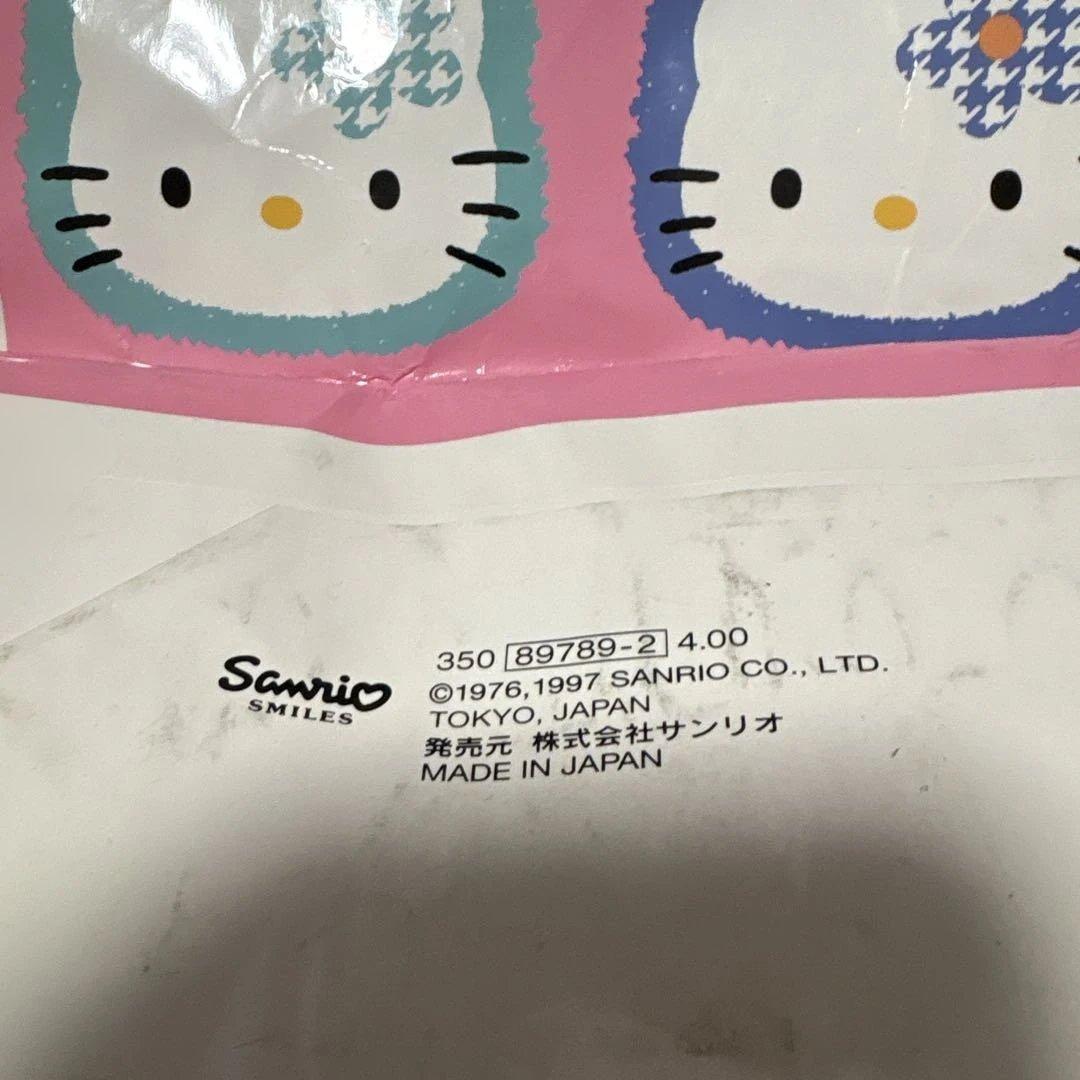 Sanrio
SMILES
350 89789-2 4.00
©1976,1997 SANRIO CO., LTD.
TOKYO, JAPAN
発売元 株式会社サンリオ
MADE IN JAPAN